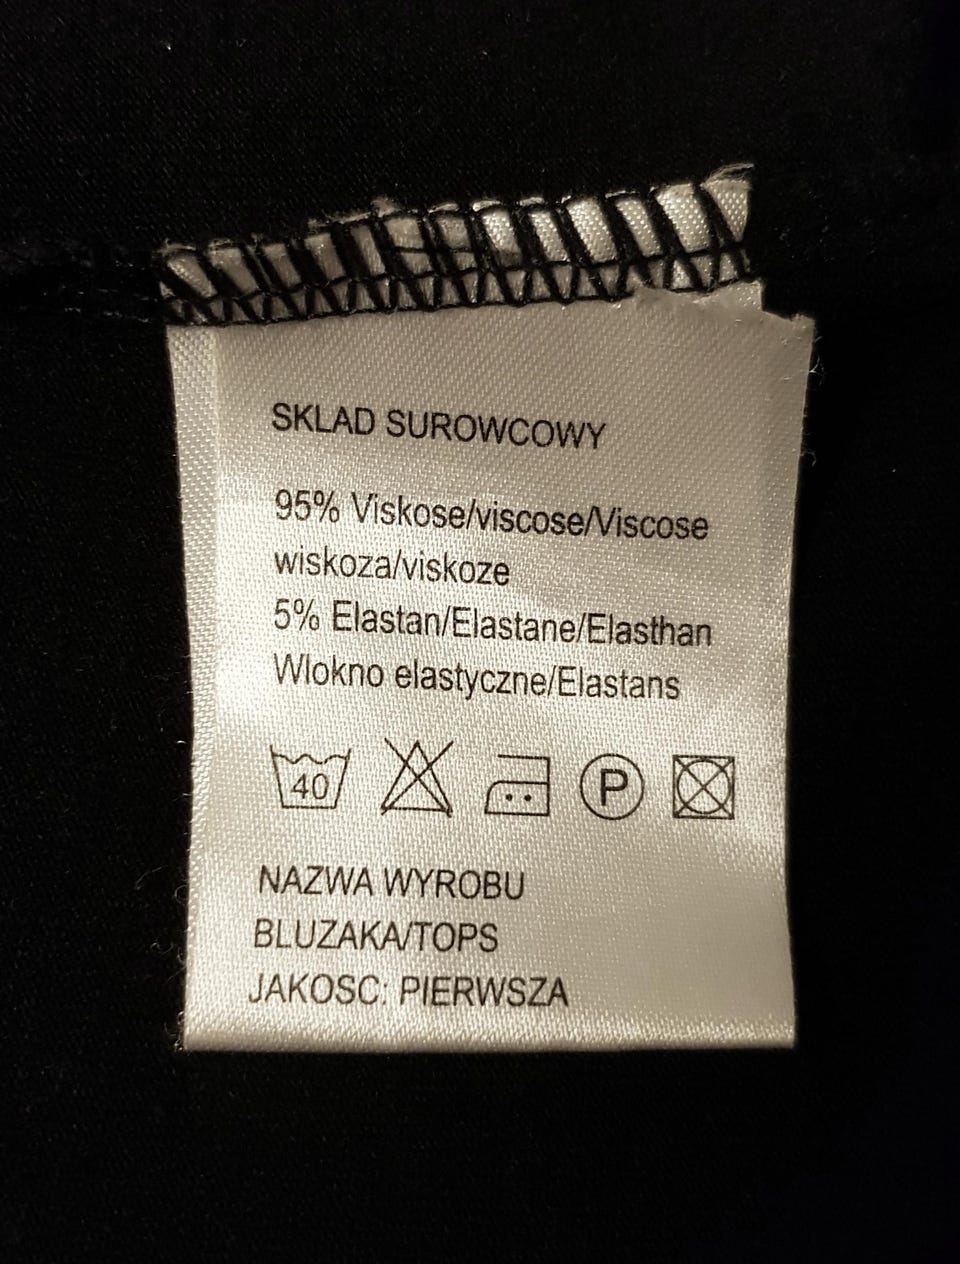 SKLAD SUROWCOWY
95% Viskose/viscose/Viscose
wiskoza/viskoze
5% Elastan/Elastane/Elasthan
Wlokno elastyczne/Elastans
40 P
NAZWA WYROBU
BLUZAKA/TOPS
JAKOSC: PIERWSZA